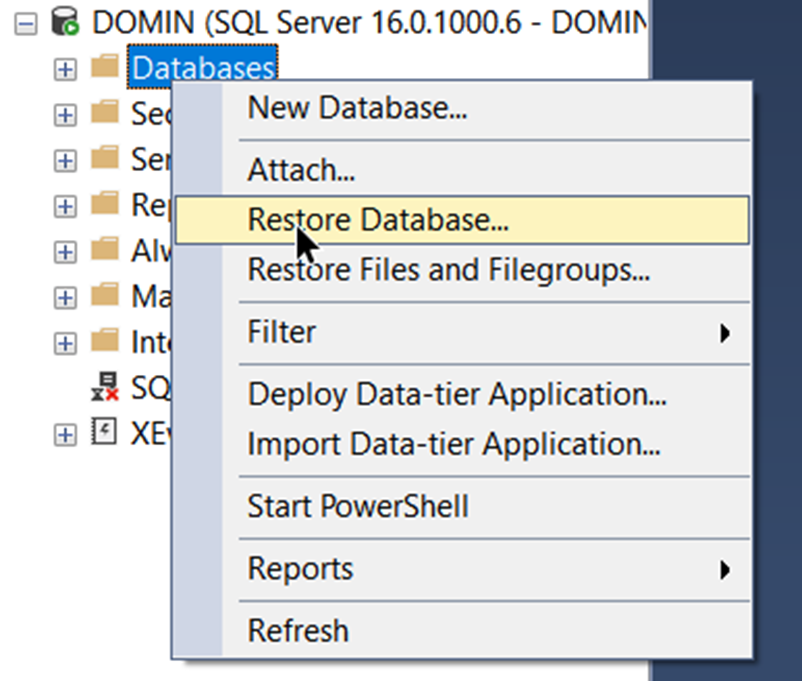 DOMIN (SQL Server 16.0.1000.6 - DOMIN
Databases
Sec
Ser
Rep
Alw
Ma
Inte
SQ
XEv
New Database...
Attach...
Restore Database...
Restore Files and Filegroups...
Filter
Deploy Data-tier Application...
Import Data-tier Application...
Start PowerShell
Reports
Refresh